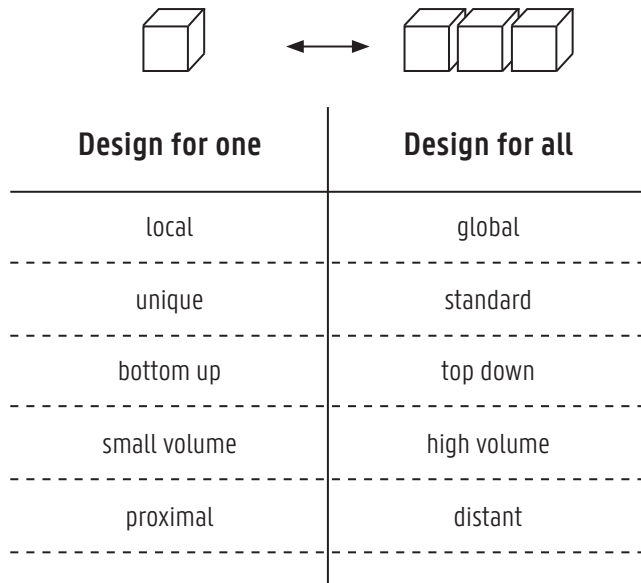 Design for one Design for all
local global
unique standard
bottom up top down
small volume high volume
proximal distant